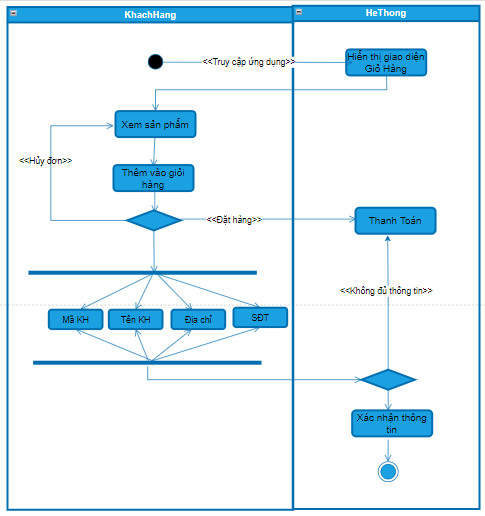 KhachHang
HeThong
<<Truy cập ứng dụng>>
Hiển thị giao diện
Giỏ Hàng
Xem sản phẩm
<<Hủy đơn>>
Thêm vào giỏi
hàng
<<Đặt hàng>>
Thanh Toán
<<Không đủ thông tin>>
Mã KH
Tên KH
Địa chỉ
SĐT
Xác nhận thông
tin